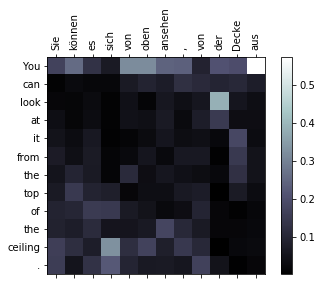 Sie können es sich von oben ansehen , von der Decke aus
You
can
look
at
it
from
the
top
of
the
ceiling
.
0.5
0.4
0.3
0.2
0.1